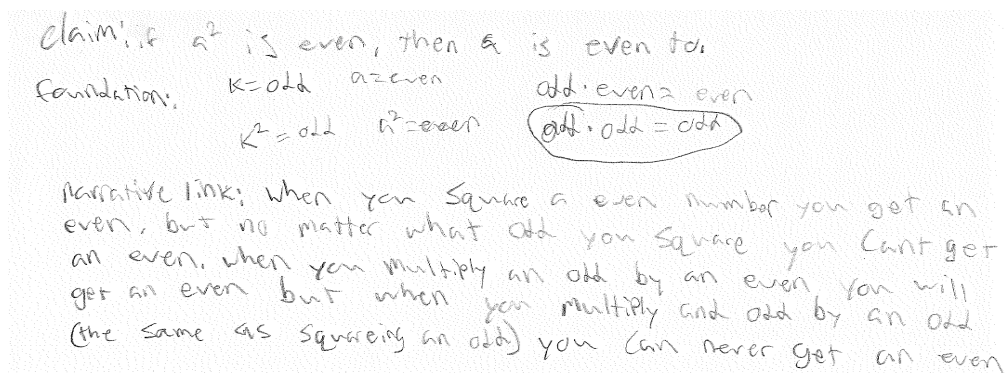 claim: if a² is even, then a is even to.
foundation: K=odd a=even odd · even = even
K² = odd a²=even odd · odd = odd
narrative link: when you square a even number you get an
even, but no matter what odd you square you cant get
an even. when you multiply an odd by an even you will
get an even but when you multiply and odd by an odd
(the same as squareing an odd) you can never get an even